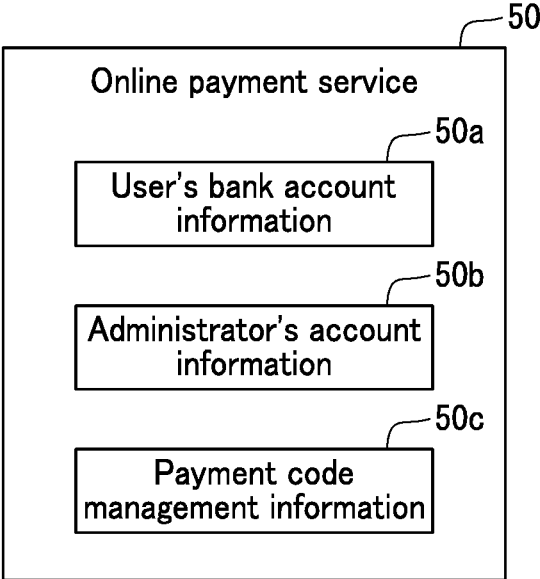 50
Online payment service
50a
User's bank account
information
50b
Administrator's account
information
50c
Payment code
management information